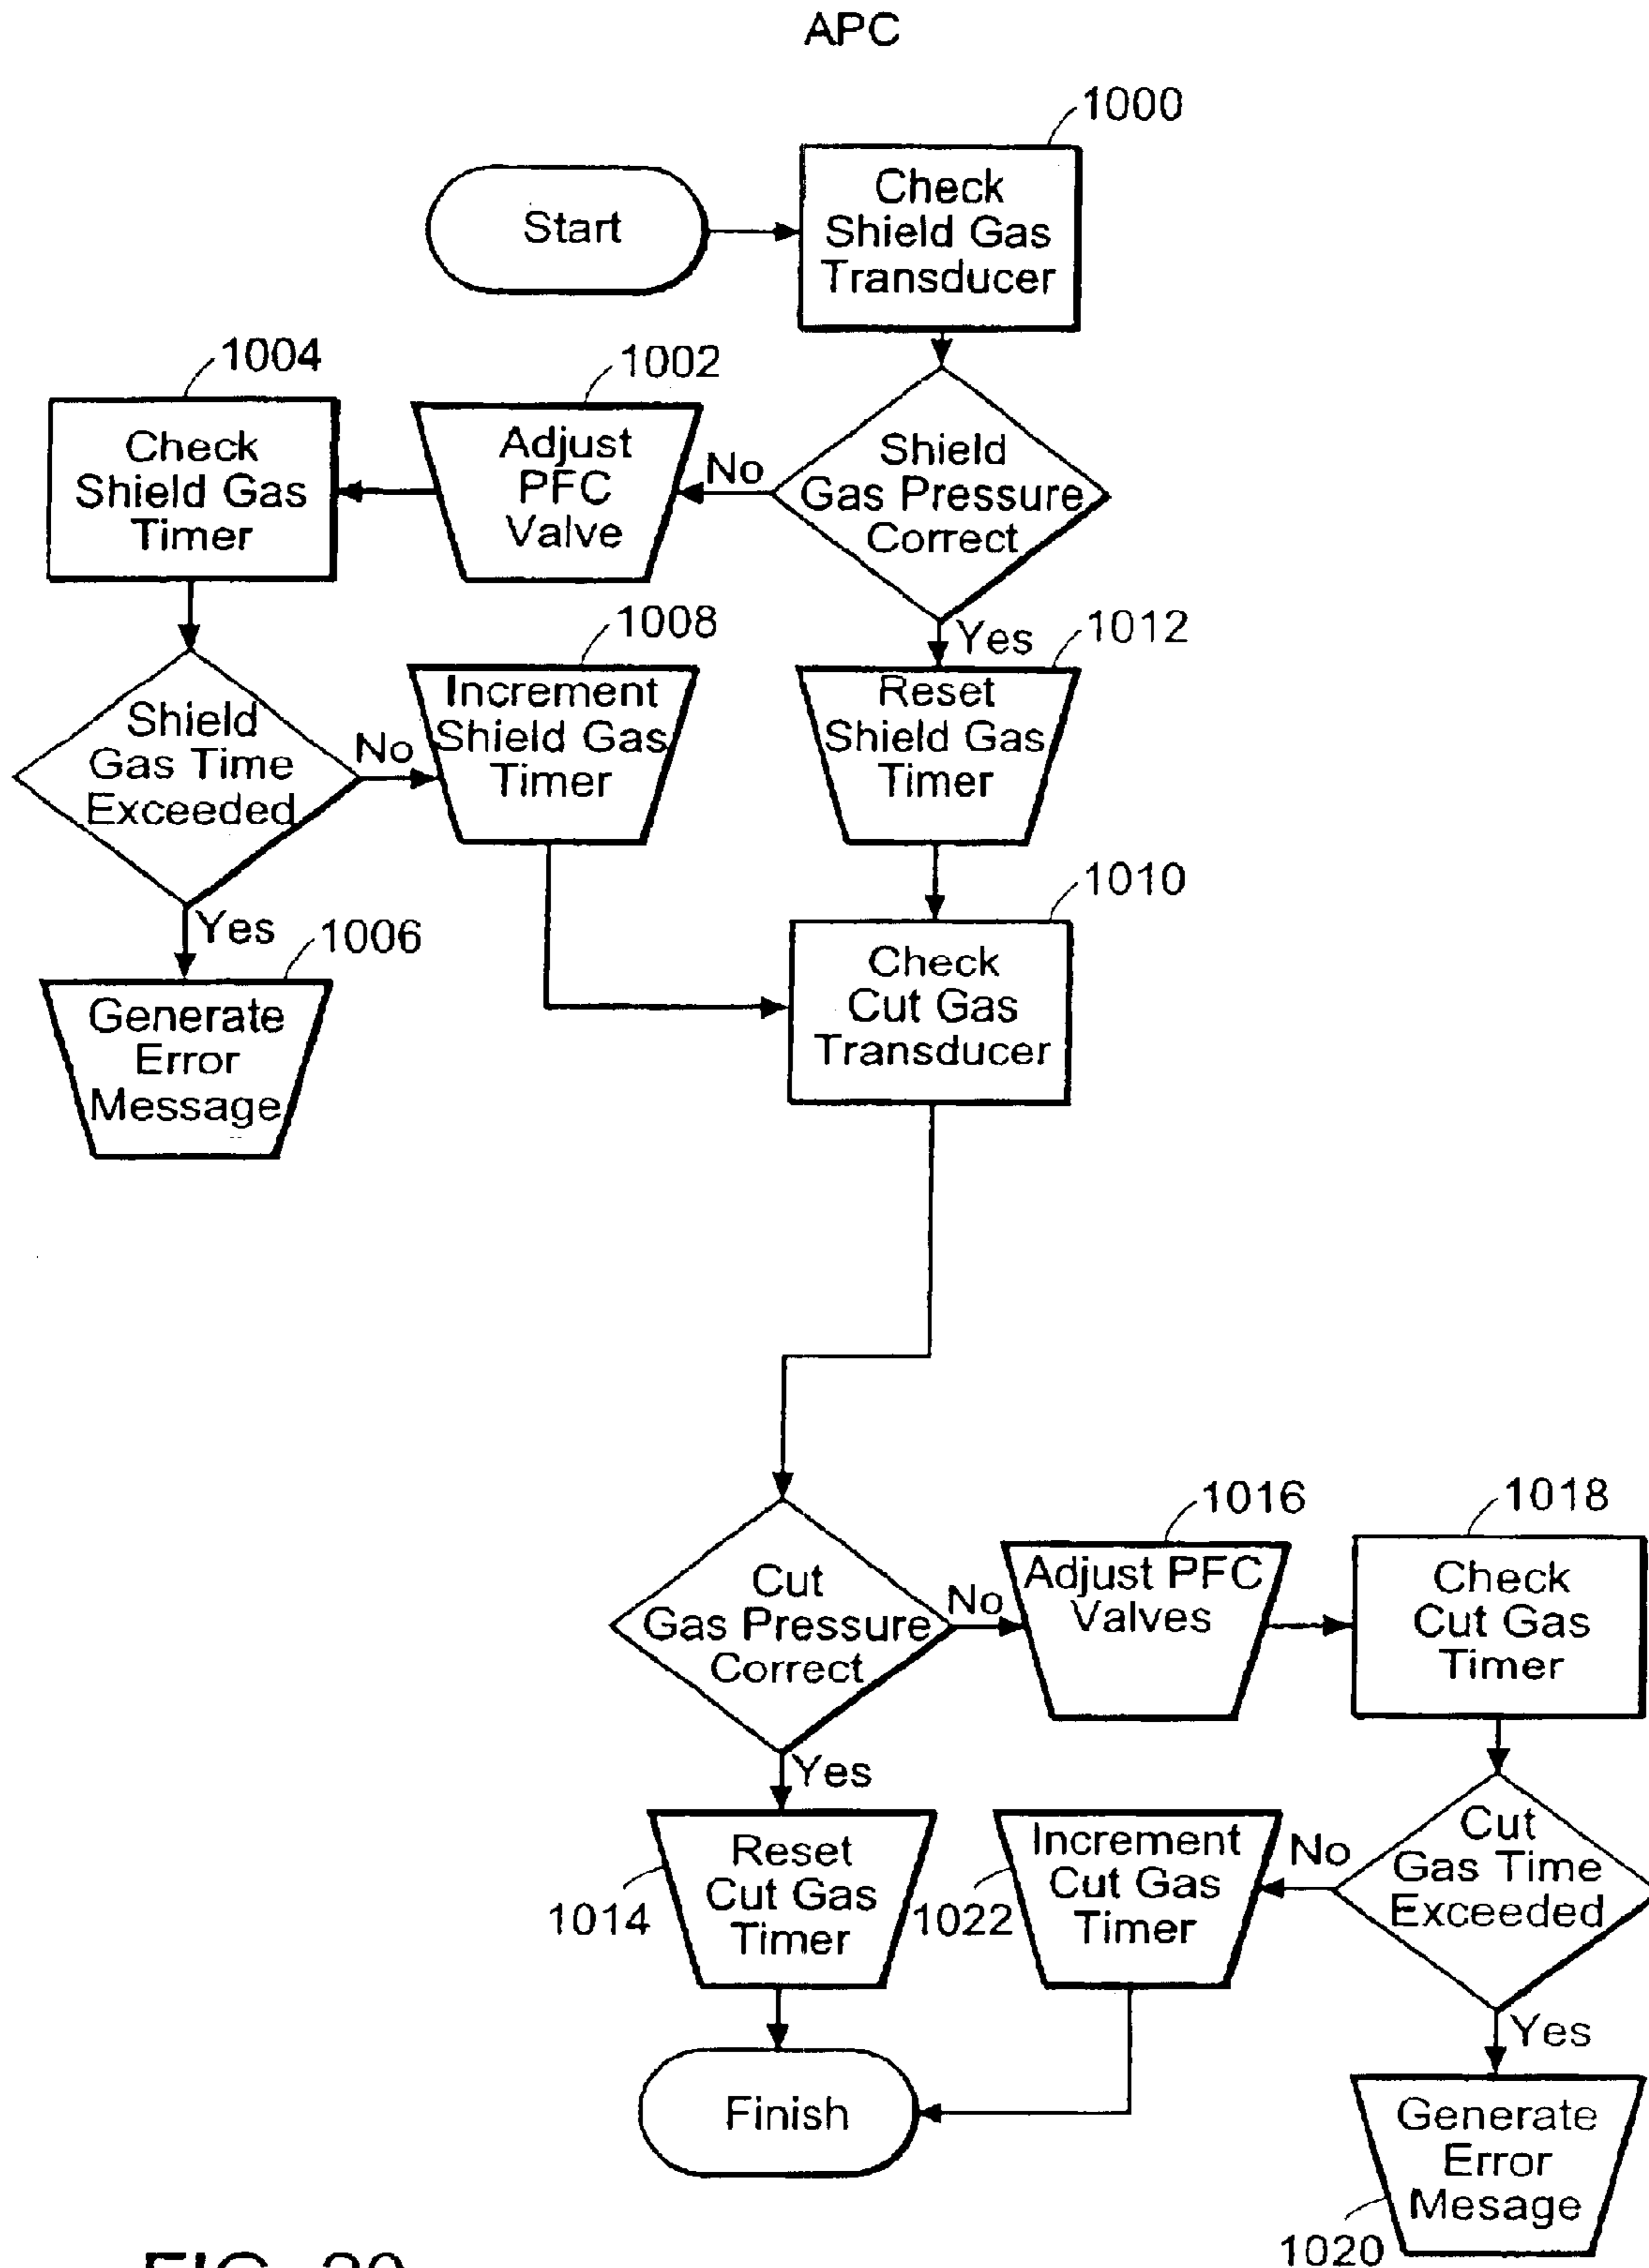 APC
1000
Start
Check
Shield Gas
Transducer
1004
1002
Check
Shield Gas
Timer
Adjust
PFC
Valve
No
Shield
Gas Pressure
Correct
1008
Yes
1012
Shield
Gas Time
Exceeded
No
Increment
Shield Gas
Timer
Reset
Shield Gas
Timer
Yes
1006
1010
Generate
Error
Message
Check
Cut Gas
Transducer
1016
1018
Cut
Gas Pressure
Correct
No
Adjust PFC
Valves
Check
Cut Gas
Timer
Yes
Reset
Cut Gas
Timer
1014
Increment
Cut Gas
Timer
1022
No
Cut
Gas Time
Exceeded
Yes
Finish
Generate
Error
Mesage
1020